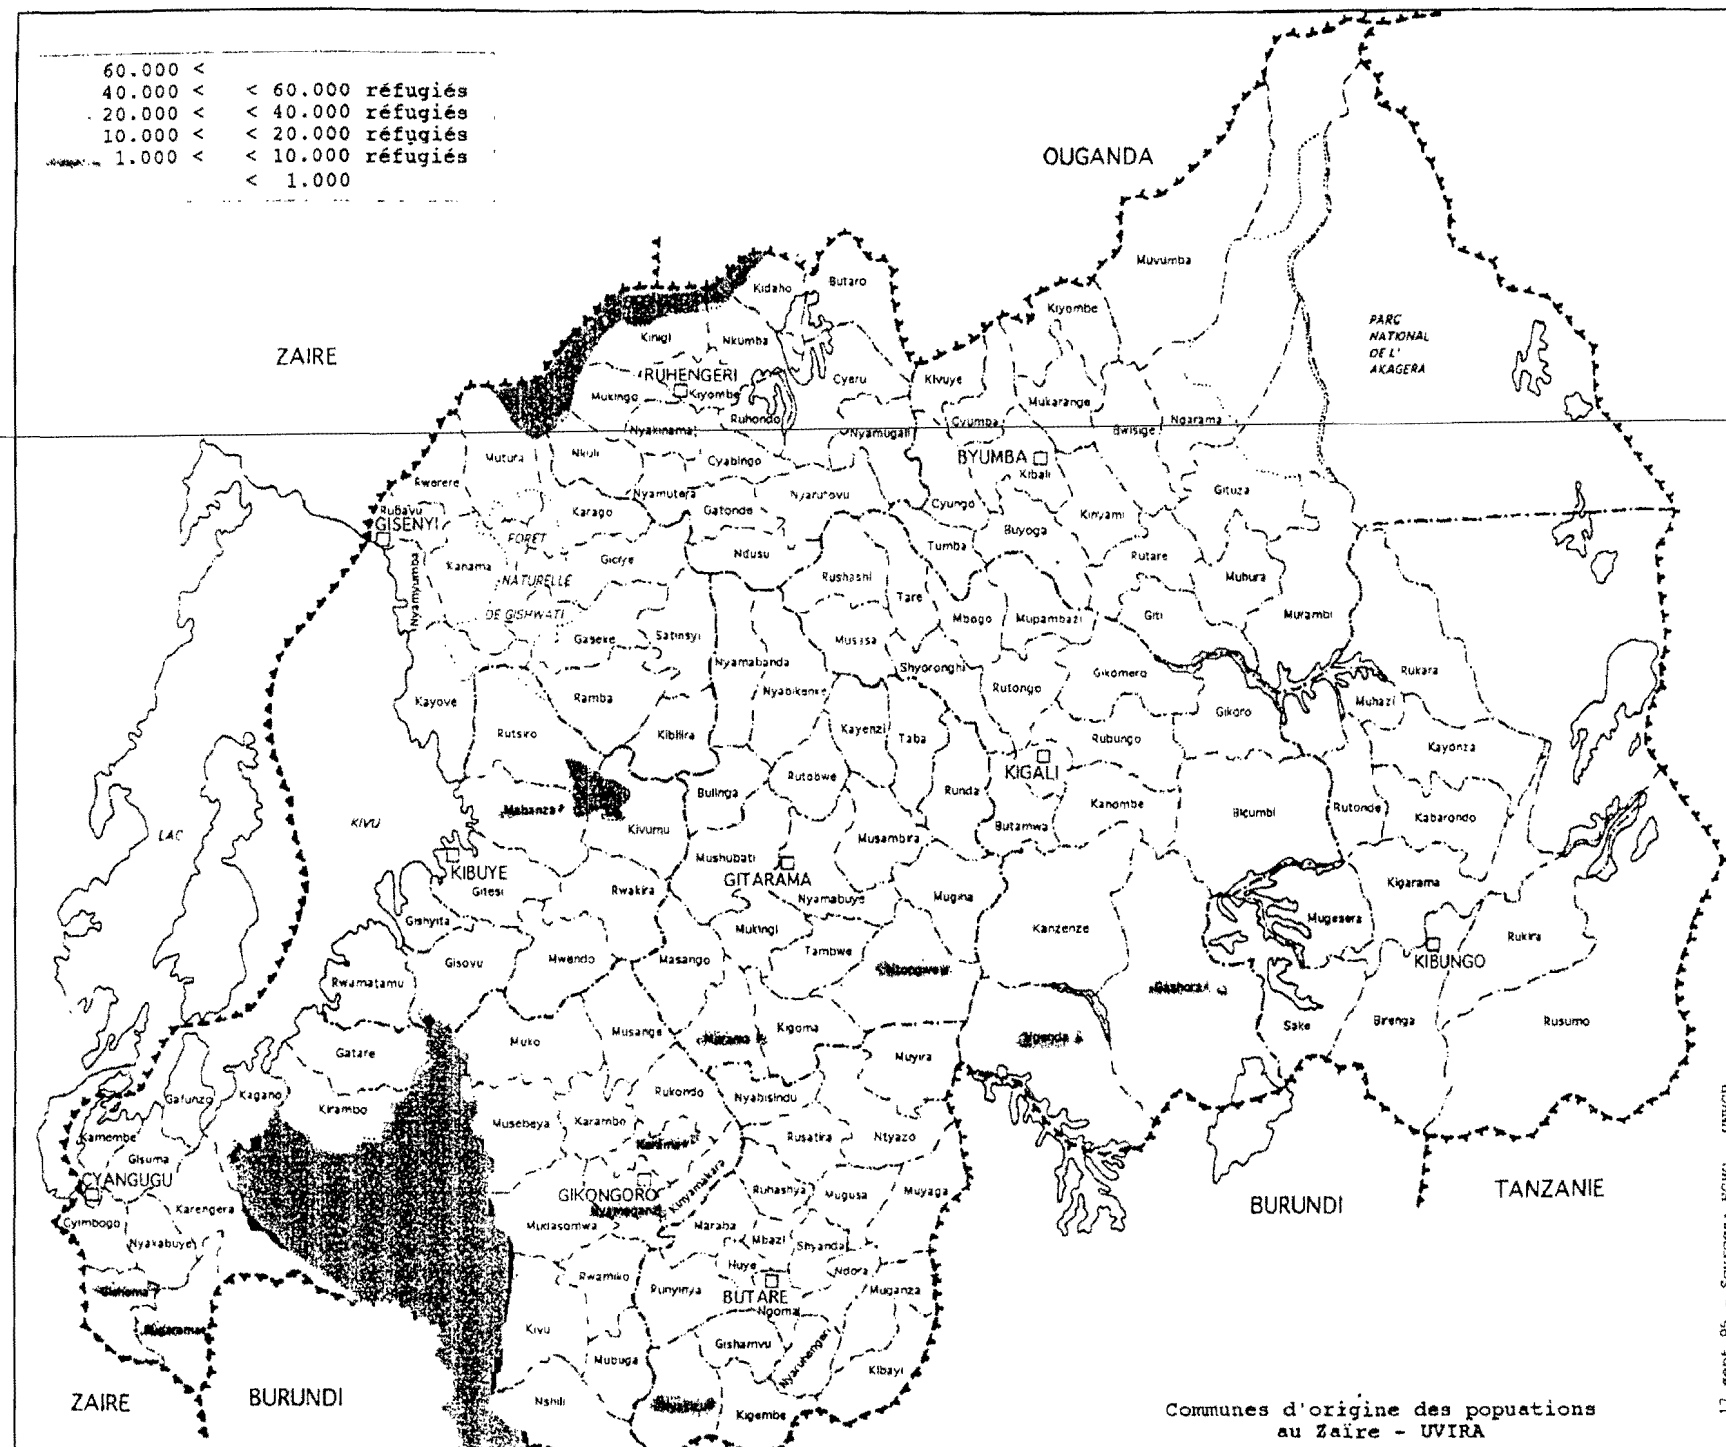 60.000 <
40.000 < < 60.000 réfugiés
20.000 < < 40.000 réfugiés
10.000 < < 20.000 réfugiés
1.000 < < 10.000 réfugiés
< 1.000
OUGANDA
Muvumba
Kidaho
Butaro
Kiyombe
PARC
NATIONAL
DE L'
AKAGERA
ZAIRE
Kinigi
Nkumba
RUHENGERI
Cyeru
Kivuye
Mukingo
Kiyombe
Mukarange
Ruhondo
Nyakinama
Nyamugali
Cyumba
Bwisige
Ngarama
Mutura
Nkuli
Cyabingo
BYUMBA
Kibali
Rwerere
Nyamutera
Nyarutovu
Gituza
Rubavu
GISENYI
Karago
Gatonde
Cyungo
Kinyami
Buyoga
FORET
NATURELLE
DE GISHWATI
Kanama
Giciye
Ndusu
Tumba
Rutare
Nyamyumba
Rushashi
Muhura
Tare
Mbogo
Mupambazi
Giti
Murambi
Gaseke
Satinsyi
Musasa
Nyamabanda
Shyoronghi
Gikomero
Rukara
Kayove
Ramba
Nyabikenke
Rutongo
Muhazi
Gikoro
Rutsiro
Kibilira
Kayenzi
Taba
Rubungo
Kayonza
KIGALI
Rutobwe
Bulinga
Runda
Kanombe
Bicumbi
Rutonde
Kabarondo
Mabanza
LAC
KIVU
Kivumu
Musambira
Butamwa
Mushubati
KIBUYE
Gitesi
Rwakira
GITARAMA
Nyamabuye
Mugina
Kigarama
Gishyita
Mukingi
Kanzenze
Mugesera
Rukira
Tambwe
KIBUNGO
Gisovu
Mwendo
Masango
Rwamatamu
Gashora
Sake
Birenga
Rusumo
Gatare
Muko
Musange
Kigoma
Muyira
Ngenda
Gafunzo
Kagano
Kirambo
Rukondo
Nyabisindu
Musebeya
Karambo
Rusatira
Ntyazo
Kamembe
Gisuma
CYANGUGU
GIKONGORO
Kinyamakara
Ruhashya
Mugusa
Muyaga
BURUNDI
TANZANIE
Cyimbogo
Karengera
Mudasomwa
Maraba
Mbazi
Shyanda
Nyakabuye
Huye
Ndora
Rwamiko
Runyinya
BUTARE
Ngoma
Muganza
Kivu
Gishamvu
Nyaruhengeri
Mubuga
Kibayi
ZAIRE
BURUNDI
Nshili
Kigembe
Communes d'origine des popuations
au Zaïre - UVIRA